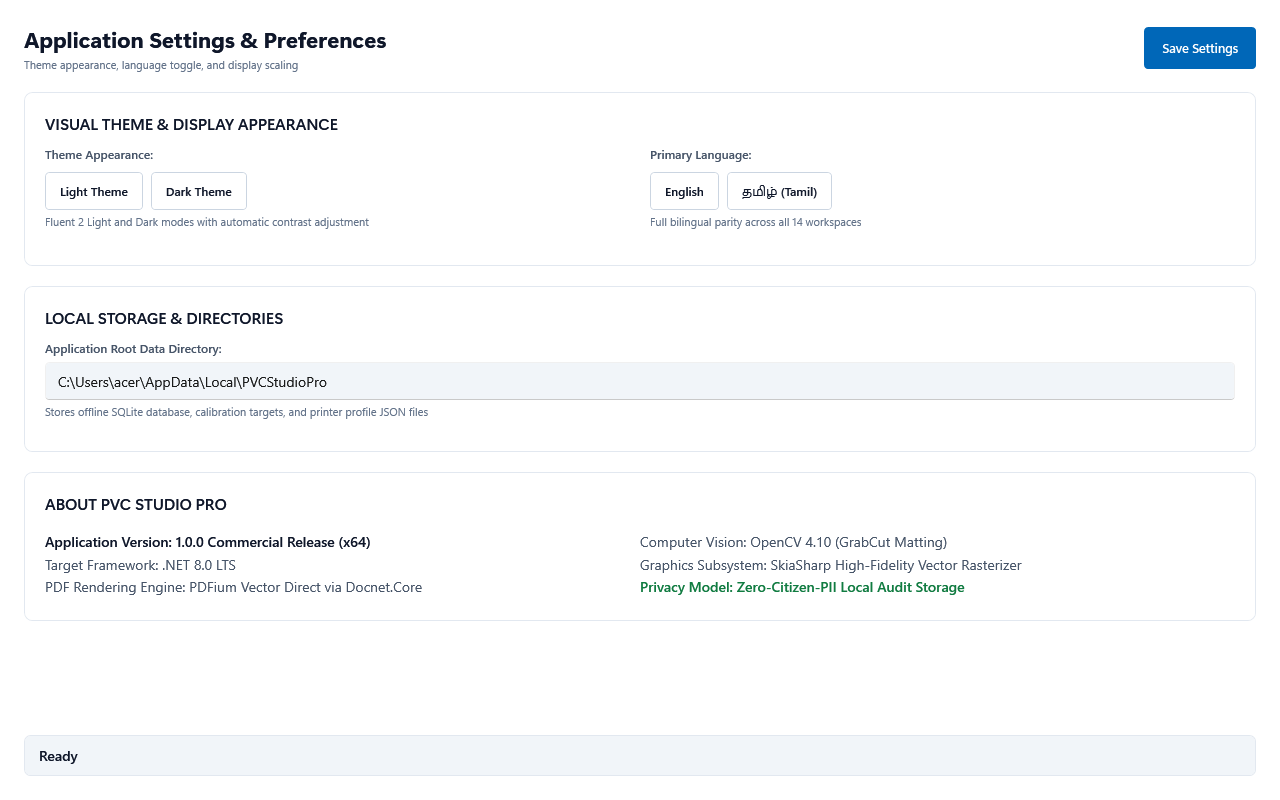 Application Settings & Preferences
Theme appearance, language toggle, and display scaling
Save Settings
VISUAL THEME & DISPLAY APPEARANCE
Theme Appearance:
Light Theme
Dark Theme
Fluent 2 Light and Dark modes with automatic contrast adjustment
Primary Language:
English
தமிழ் (Tamil)
Full bilingual parity across all 14 workspaces
LOCAL STORAGE & DIRECTORIES
Application Root Data Directory:
C:\Users\acer\AppData\Local\PVCStudioPro
Stores offline SQLite database, calibration targets, and printer profile JSON files
ABOUT PVC STUDIO PRO
Application Version: 1.0.0 Commercial Release (x64)
Target Framework: .NET 8.0 LTS
PDF Rendering Engine: PDFium Vector Direct via Docnet.Core
Computer Vision: OpenCV 4.10 (GrabCut Matting)
Graphics Subsystem: SkiaSharp High-Fidelity Vector Rasterizer
Privacy Model: Zero-Citizen-PII Local Audit Storage
Ready